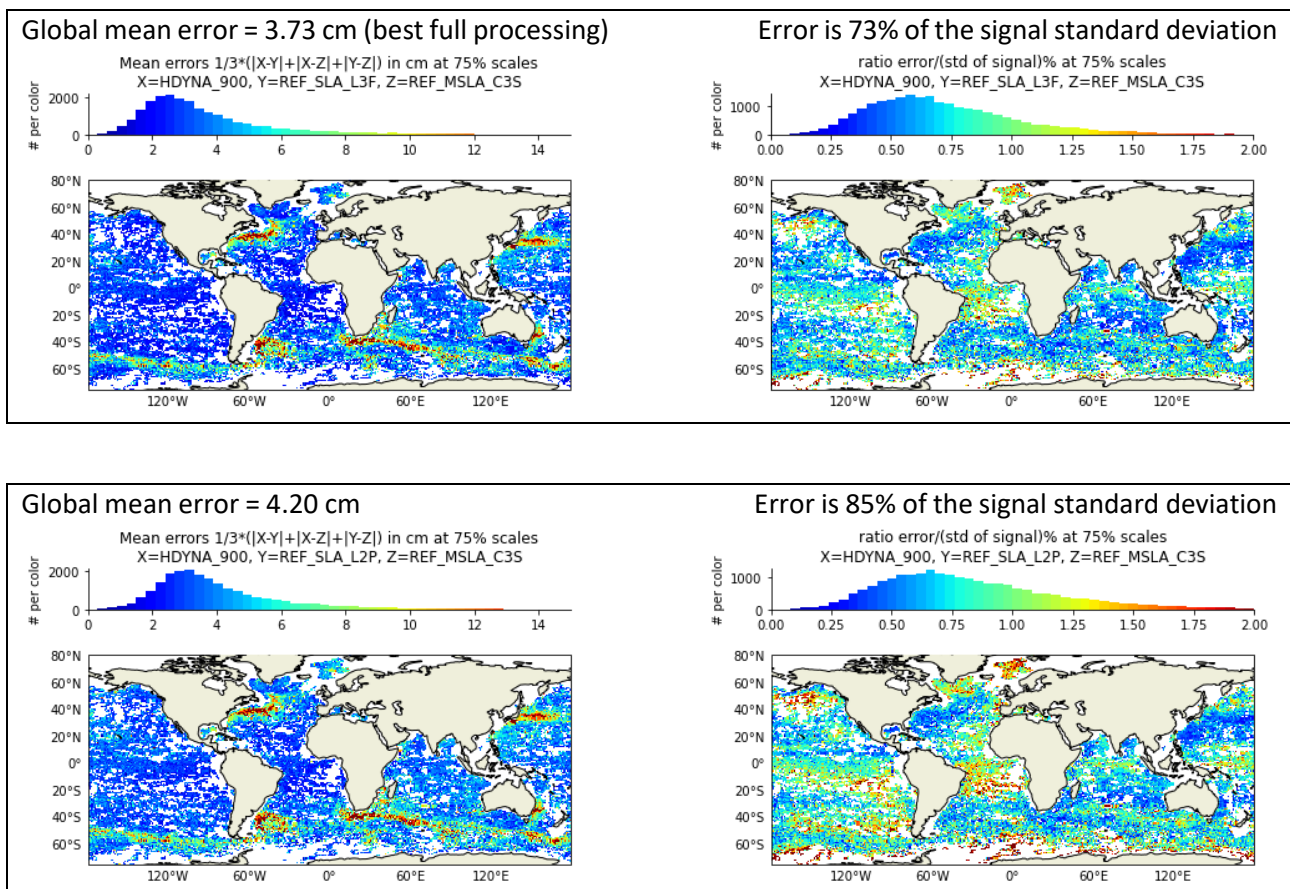 Global mean error = 3.73 cm (best full processing)
Error is 73% of the signal standard deviation
Mean errors 1/3*(|X-Y|+|X-Z|+|Y-Z|) in cm at 75% scales
X=HDYNA_900, Y=REF_SLA_L3F, Z=REF_MSLA_C3S
# per color
2000
0
0 2 4 6 8 10 12 14
80°N
60°N
40°N
20°N
0°
20°S
40°S
60°S
120°W 60°W 0° 60°E 120°E
ratio error/(std of signal)% at 75% scales
X=HDYNA_900, Y=REF_SLA_L3F, Z=REF_MSLA_C3S
# per color
1000
0
0.00 0.25 0.50 0.75 1.00 1.25 1.50 1.75 2.00
80°N
60°N
40°N
20°N
0°
20°S
40°S
60°S
120°W 60°W 0° 60°E 120°E
Global mean error = 4.20 cm
Error is 85% of the signal standard deviation
Mean errors 1/3*(|X-Y|+|X-Z|+|Y-Z|) in cm at 75% scales
X=HDYNA_900, Y=REF_SLA_L2P, Z=REF_MSLA_C3S
# per color
2000
0
0 2 4 6 8 10 12 14
80°N
60°N
40°N
20°N
0°
20°S
40°S
60°S
120°W 60°W 0° 60°E 120°E
ratio error/(std of signal)% at 75% scales
X=HDYNA_900, Y=REF_SLA_L2P, Z=REF_MSLA_C3S
# per color
1000
0
0.00 0.25 0.50 0.75 1.00 1.25 1.50 1.75 2.00
80°N
60°N
40°N
20°N
0°
20°S
40°S
60°S
120°W 60°W 0° 60°E 120°E